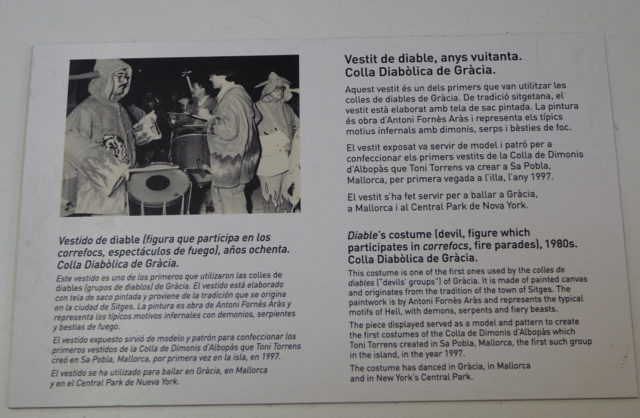 Vestit de diable, anys vuitanta.
Colla Diabòlica de Gràcia.
Aquest vestit és un dels primers que van utilitzar les
colles de diables de Gràcia. De tradició sitgetana, el
vestit està elaborat amb tela de sac pintada. La pintura
és obra d'Antoni Fornès Aràs i representa els típics
motius infernals amb dimonis, serps i bèsties de foc.
El vestit exposat va servir de model i patró per a
confeccionar els primers vestits de la Colla de Dimonis
d'Albopàs que Toni Torrens va crear a Sa Pobla,
Mallorca, per primera vegada a l'illa, l'any 1997.
El vestit s'ha fet servir per a ballar a Gràcia,
a Mallorca i al Central Park de Nova York.
Vestido de diable (figura que participa en los
correfocs, espectáculos de fuego), años ochenta.
Colla Diabòlica de Gràcia.
Este vestido es uno de los primeros que utilizaron las colles de
diables (grupos de diablos) de Gràcia. El vestido está elaborado
con tela de saco pintada y proviene de la tradición que se origina
en la ciudad de Sitges. La pintura es obra de Antoni Fornès Aràs y
representa los típicos motivos infernales con demonios, serpientes
y bestias de fuego.
El vestido expuesto sirvió de modelo y patrón para confeccionar los
primeros vestidos de la Colla de Dimonis d'Albopàs que Toni Torrens
creó en Sa Pobla, Mallorca, por primera vez en la isla, en 1997.
El vestido se ha utilizado para bailar en Gràcia, en Mallorca
y en el Central Park de Nueva York.
Diable's costume (devil, figure which
participates in correfocs, fire parades), 1980s.
Colla Diabòlica de Gràcia.
This costume is one of the first ones used by the colles de
diables ("devils' groups") of Gràcia. It is made of painted canvas
and originates from the tradition of the town of Sitges. The
paintwork is by Antoni Fornès Aràs and represents the typical
motifs of Hell, with demons, serpents and fiery beasts.
The piece displayed served as a model and pattern to create
the first costumes of the Colla de Dimonis d'Albopàs which
Toni Torrens created in Sa Pobla, Mallorca, the first such group
in the island, in the year 1997.
The costume has danced in Gràcia, in Mallorca
and in New York's Central Park.